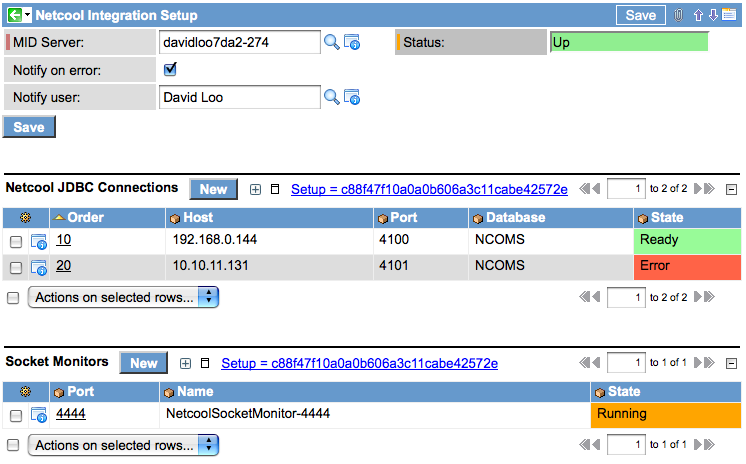 Netcool Integration Setup Save
MID Server: davidloo7da2-274 Status: Up
Notify on error:
Notify user: David Loo
Save
Netcool JDBC Connections New Setup = c88f47f10a0a0b606a3c11cabe42572e 1 to 2 of 2
Order Host Port Database State
10 192.168.0.144 4100 NCOMS Ready
20 10.10.11.131 4101 NCOMS Error
Actions on selected rows... 1 to 2 of 2
Socket Monitors New Setup = c88f47f10a0a0b606a3c11cabe42572e 1 to 1 of 1
Port Name State
4444 NetcoolSocketMonitor-4444 Running
Actions on selected rows... 1 to 1 of 1